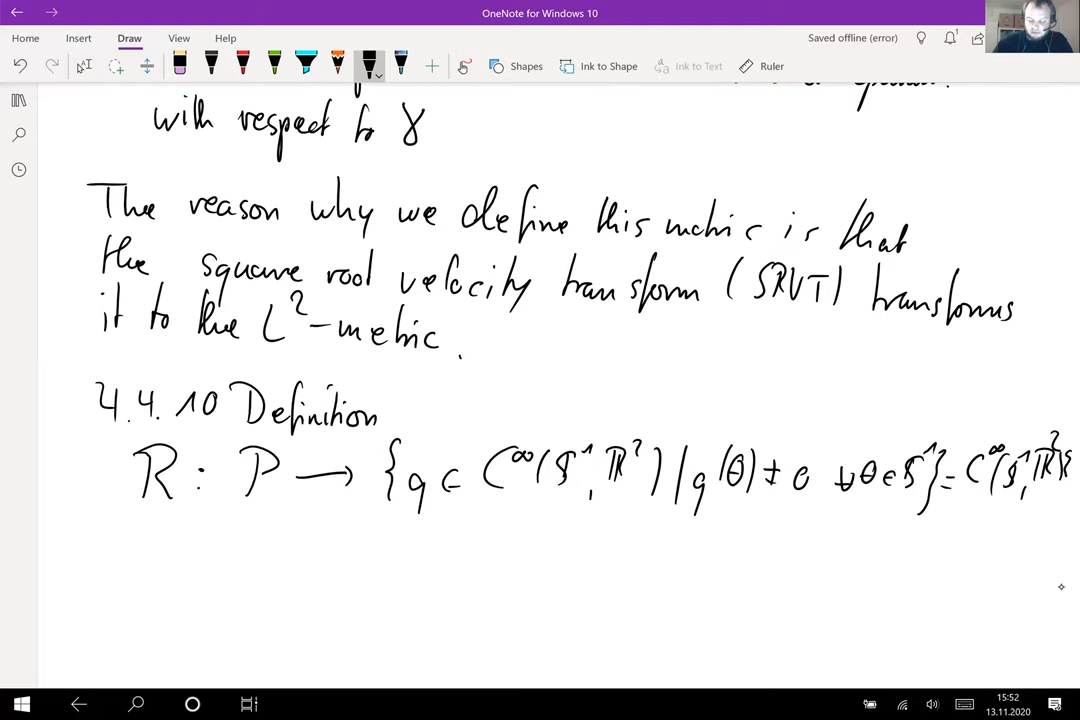 OneNote for Windows 10
Home Insert Draw View Help
Saved offline (error)
Shapes Ink to Shape Ink to Text Ruler
with respect to γ
The reason why we define this metric is that
the square root velocity transform (SRVT) transforms
it to the L²-metric.
4.4.10 Definition
R : P → {q ∈ C^∞(S¹, ℝ²) | q(θ) ≠ 0 ∀θ ∈ S¹} = C^∞(S¹, ℝ²\{
15:52
13.11.2020